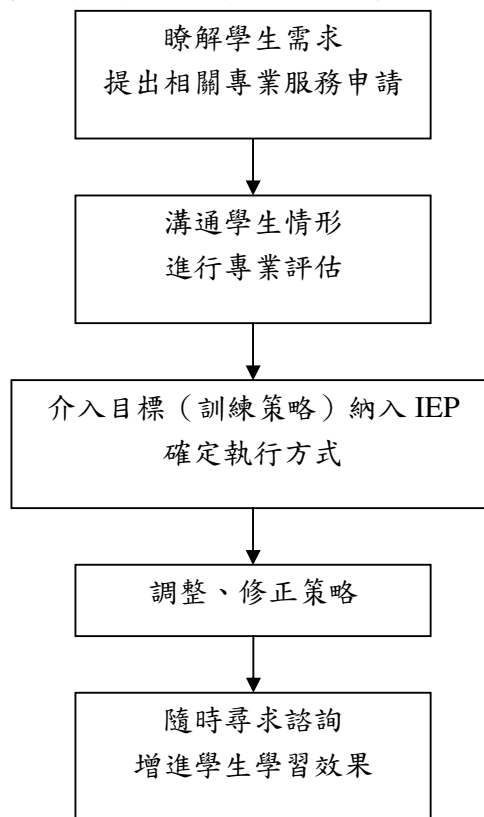 瞭解學生需求
提出相關專業服務申請
溝通學生情形
進行專業評估
介入目標（訓練策略）納入 IEP
確定執行方式
調整、修正策略
隨時尋求諮詢
增進學生學習效果